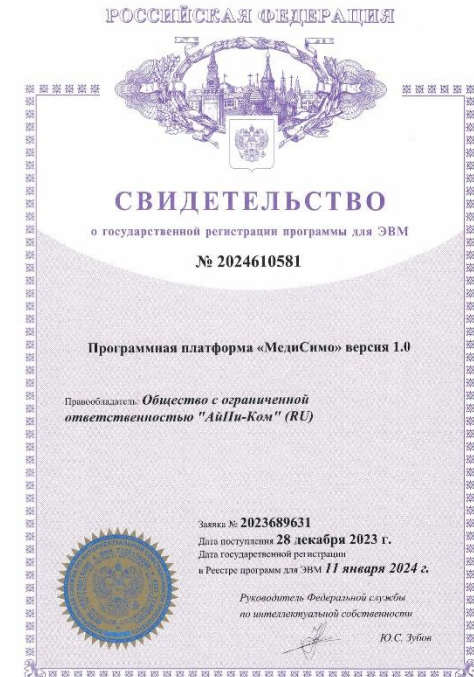 РОССИЙСКАЯ ФЕДЕРАЦИЯ
СВИДЕТЕЛЬСТВО
о государственной регистрации программы для ЭВМ
№ 2024610581
Программная платформа «МедиСимо» версия 1.0
Правообладатель: Общество с ограниченной
ответственностью "АйПи-Ком" (RU)
Заявка № 2023689631
Дата поступления 28 декабря 2023 г.
Дата государственной регистрации
в Реестре программ для ЭВМ 11 января 2024 г.
Руководитель Федеральной службы
по интеллектуальной собственности
Ю.С. Зубов